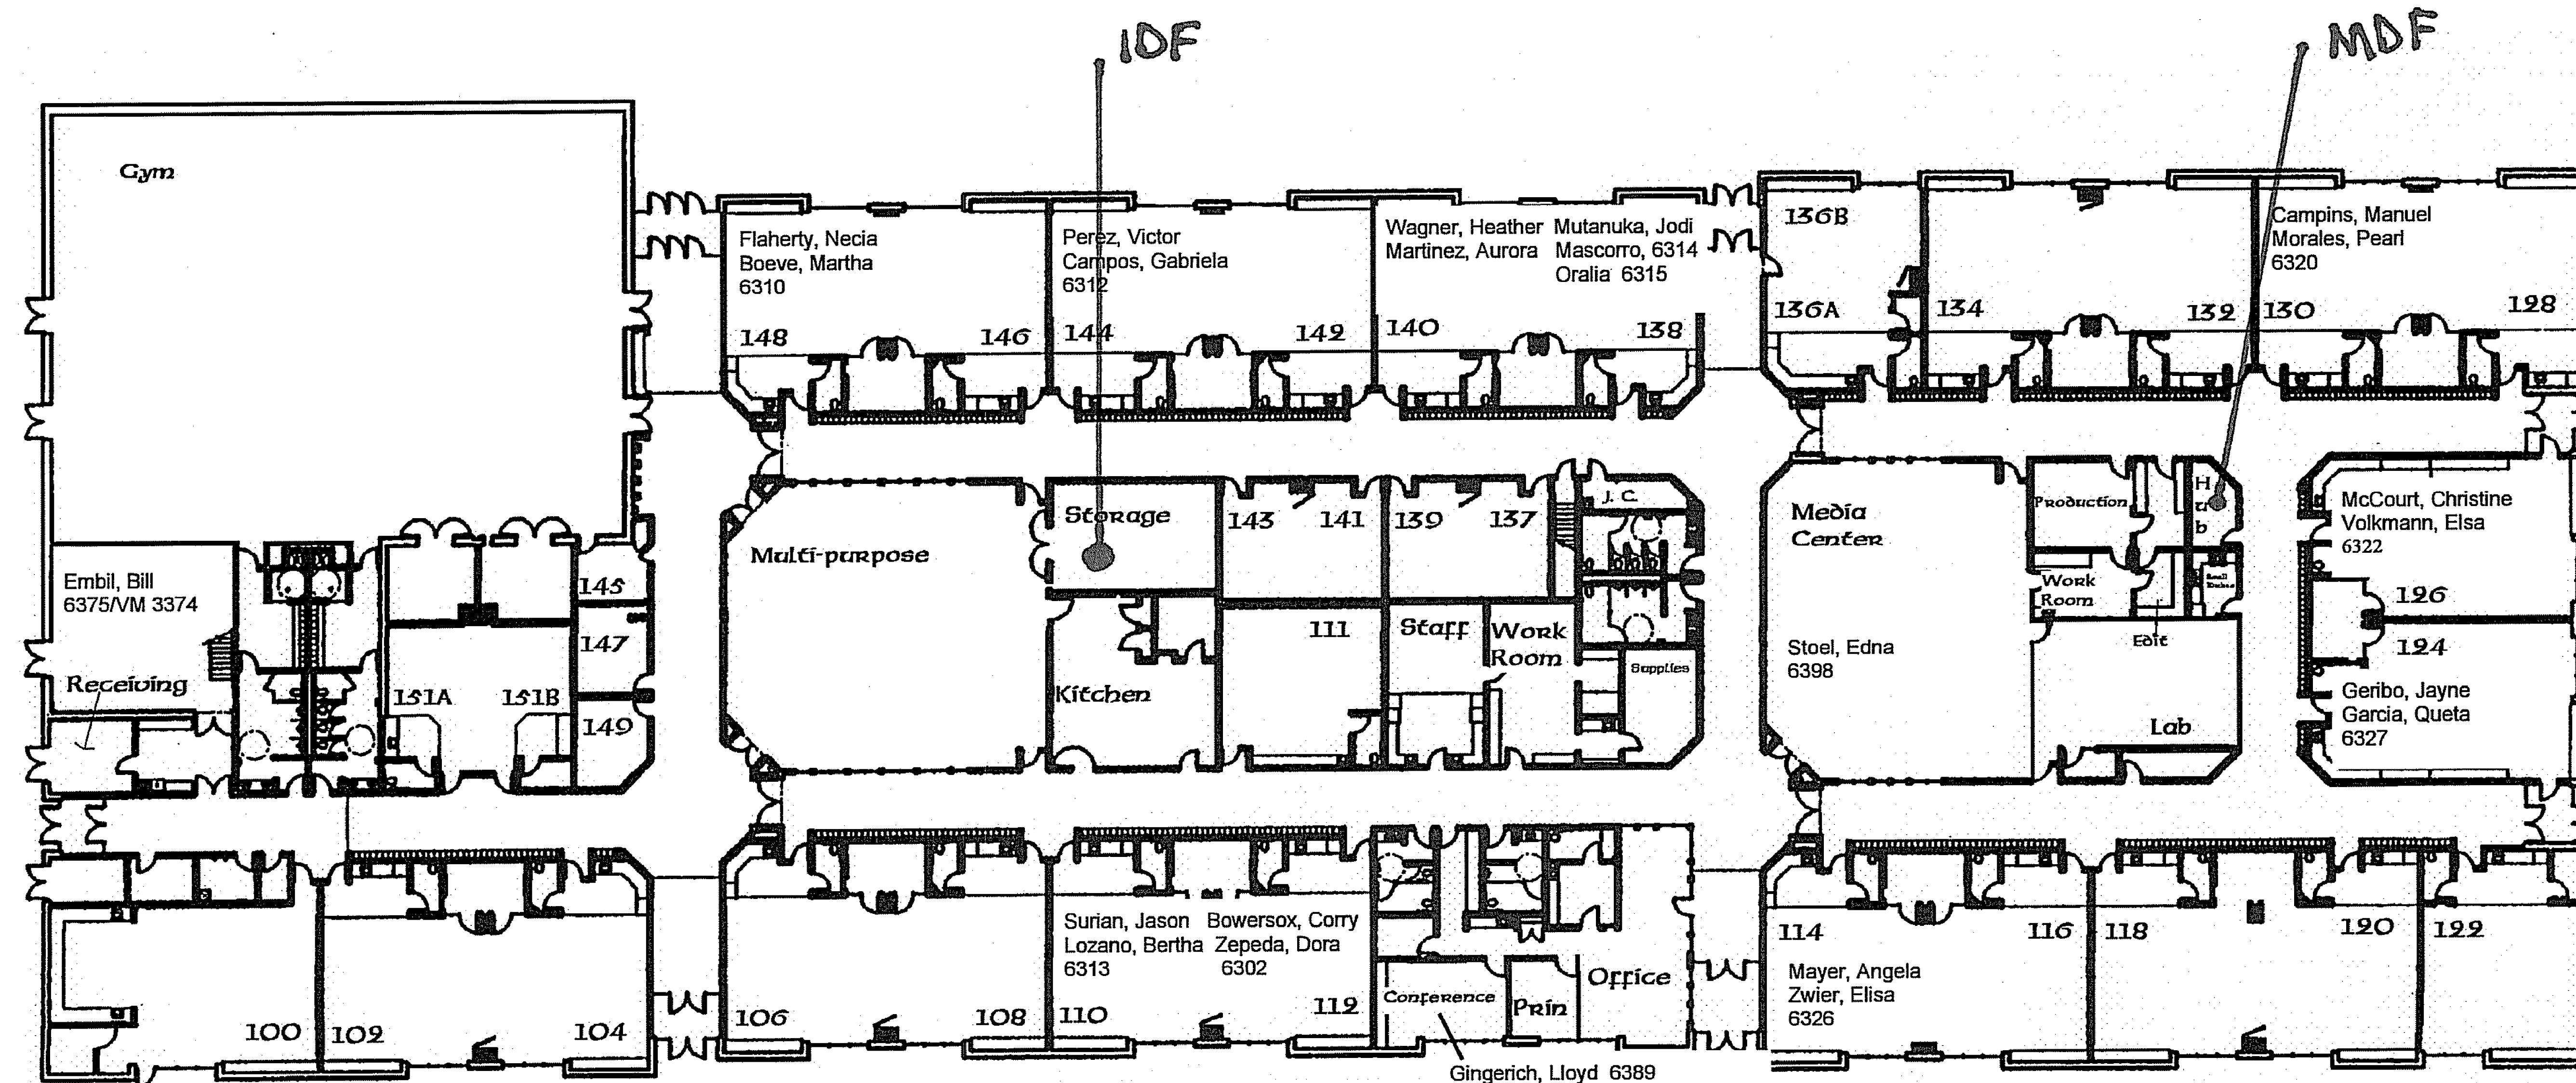 IDF
MDF
Gym
Flaherty, Necia
Boeve, Martha
6310
148
146
Perez, Victor
Campos, Gabriela
6312
144
142
Wagner, Heather
Martinez, Aurora
140
Mutanuka, Jodi
Mascorro, 6314
Oralia 6315
138
136B
136A
134
132
Campins, Manuel
Morales, Pearl
6320
130
128
Embil, Bill
6375/VM 3374
Receiving
145
147
149
151A
151B
Multi-purpose
Storage
Kitchen
143
141
139
137
J. C.
111
Staff
Work
Room
Supplies
Media
Center
Stoel, Edna
6398
Production
Hub
Work
Room
Edit
Lab
McCourt, Christine
Volkmann, Elsa
6322
126
124
Geribo, Jayne
Garcia, Queta
6327
100
102
104
106
108
Surian, Jason
Lozano, Bertha
6313
110
Bowersox, Corry
Zepeda, Dora
6302
112
Conference
Prin
Office
Gingerich, Lloyd 6389
114
116
Mayer, Angela
Zwier, Elisa
6326
118
120
122